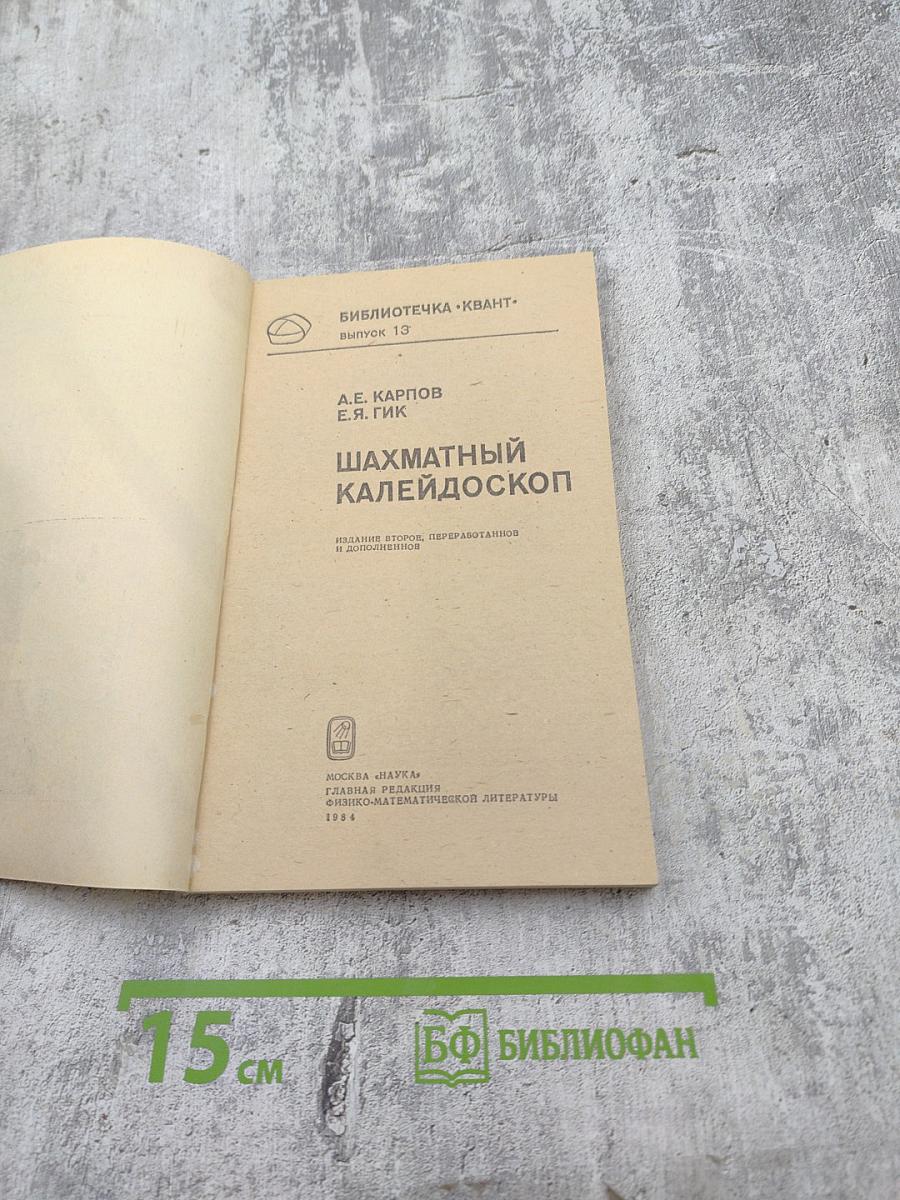 БИБЛИОТЕЧКА •КВАНТ•
ВЫПУСК 13
А.Е. КАРПОВ
Е.Я. ГИК
ШАХМАТНЫЙ
КАЛЕЙДОСКОП
ИЗДАНИЕ ВТОРОЕ, ПЕРЕРАБОТАННОЕ
И ДОПОЛНЕННОЕ
МОСКВА «НАУКА»
ГЛАВНАЯ РЕДАКЦИЯ
ФИЗИКО-МАТЕМАТИЧЕСКОЙ ЛИТЕРАТУРЫ
1984
15 СМ
БФ БИБЛИОФАН